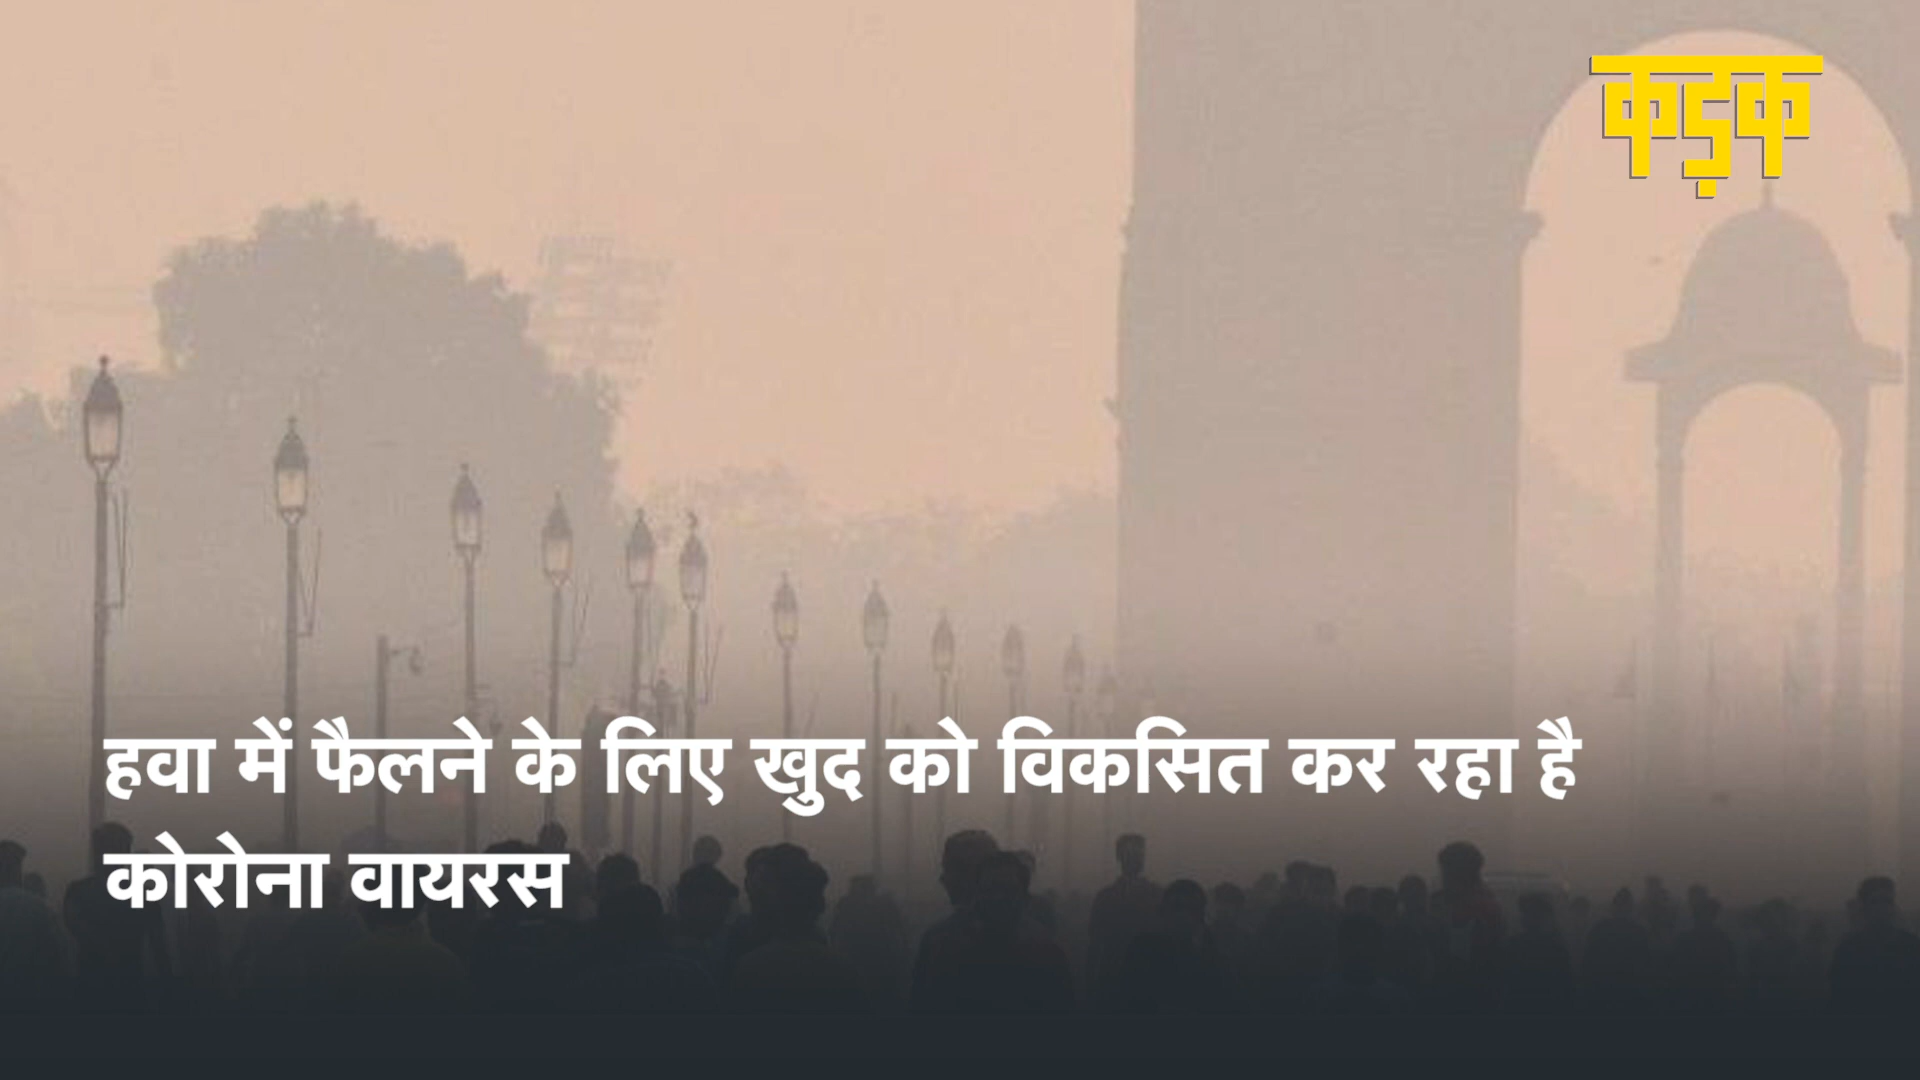 कड़क
हवा में फैलने के लिए खुद को विकसित कर रहा है
कोरोना वायरस